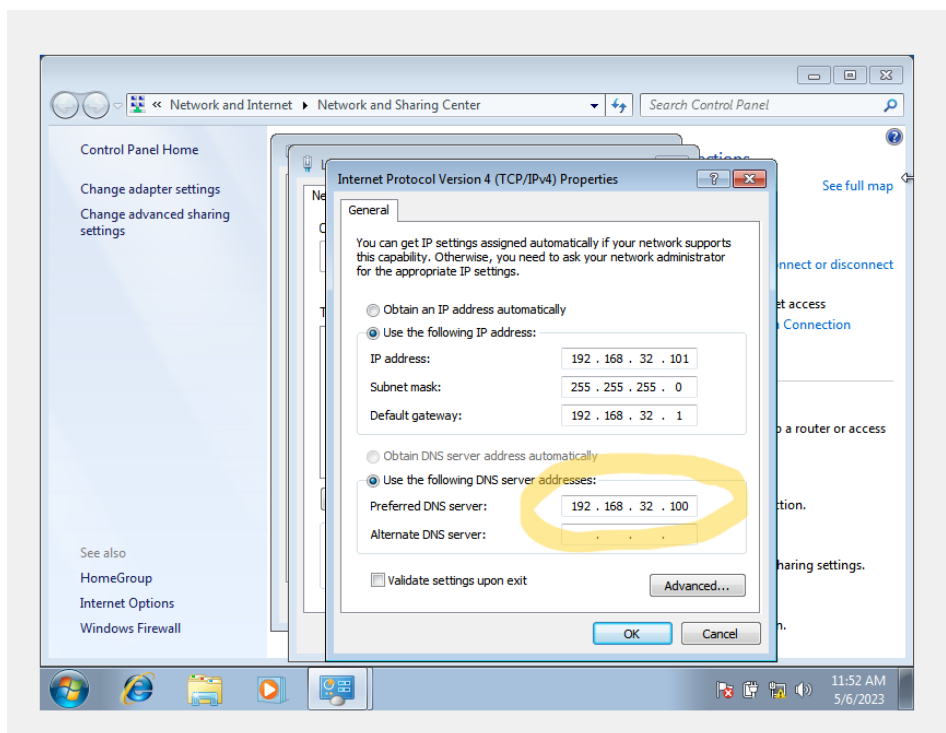 « Network and Internet ▸ Network and Sharing Center
Search Control Panel
Control Panel Home
Change adapter settings
Change advanced sharing
settings
See also
HomeGroup
Internet Options
Windows Firewall
See full map
nnect or disconnect
et access
Connection
o a router or access
ction.
haring settings.
n.
Internet Protocol Version 4 (TCP/IPv4) Properties
General
You can get IP settings assigned automatically if your network supports
this capability. Otherwise, you need to ask your network administrator
for the appropriate IP settings.
Obtain an IP address automatically
Use the following IP address:
IP address: 192 . 168 . 32 . 101
Subnet mask: 255 . 255 . 255 . 0
Default gateway: 192 . 168 . 32 . 1
Obtain DNS server address automatically
Use the following DNS server addresses:
Preferred DNS server: 192 . 168 . 32 . 100
Alternate DNS server: . . .
Validate settings upon exit
Advanced...
OK Cancel
11:52 AM
5/6/2023